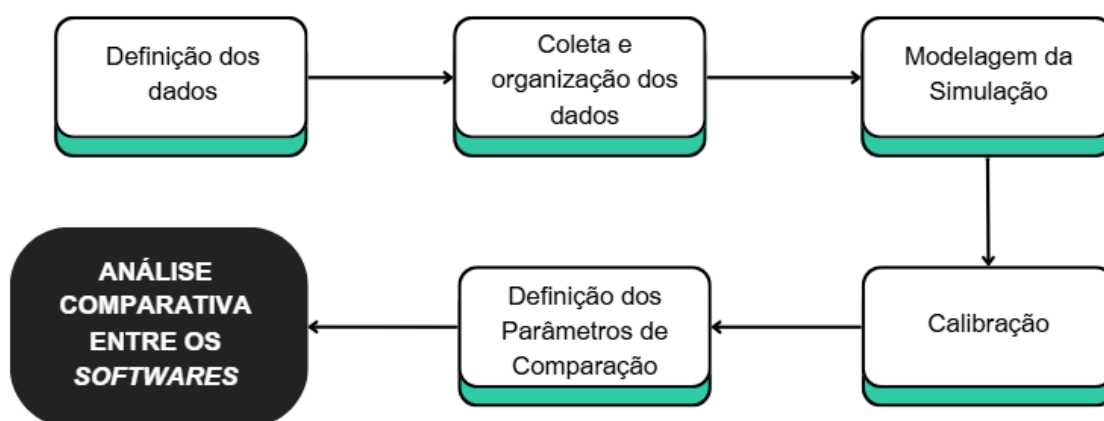 Definição dos
dados
Coleta e
organização dos
dados
Modelagem da
Simulação
Calibração
Definição dos
Parâmetros de
Comparação
ANÁLISE
COMPARATIVA
ENTRE OS
SOFTWARES